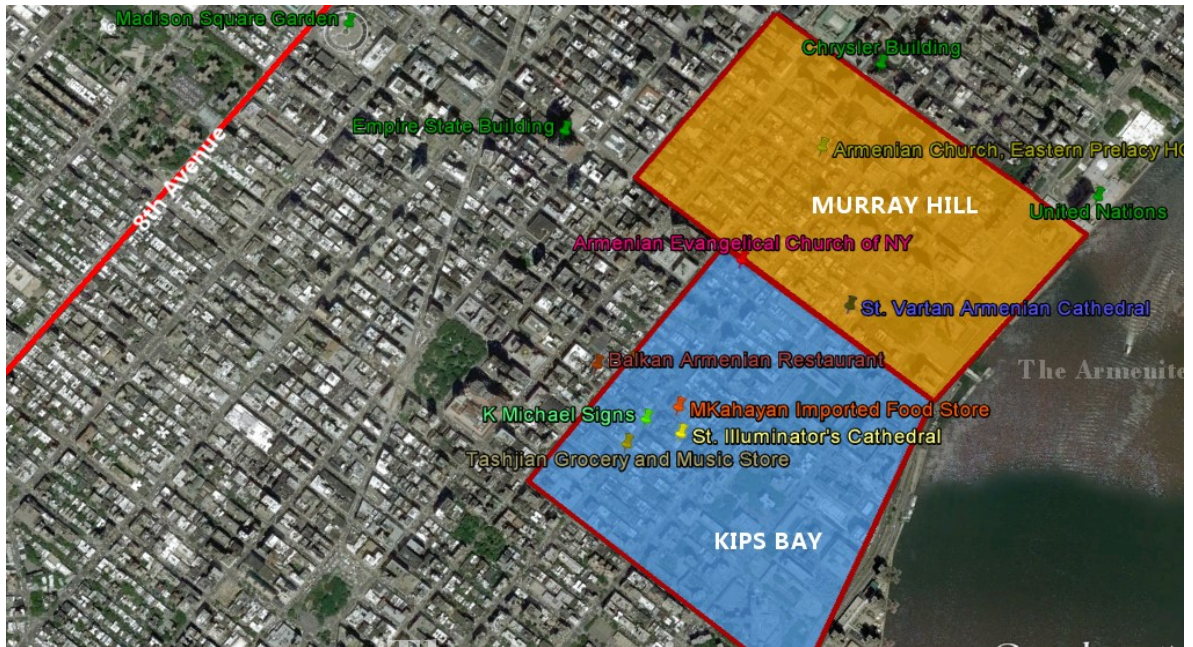 Madison Square Garden
Chrysler Building
Empire State Building
8th Avenue
Armenian Church, Eastern Prelacy HQ
MURRAY HILL
United Nations
Armenian Evangelical Church of NY
St. Vartan Armenian Cathedral
Balkan Armenian Restaurant
The Armenite
MKahayan Imported Food Store
K Michael Signs
St. Illuminator's Cathedral
Tashjian Grocery and Music Store
KIPS BAY